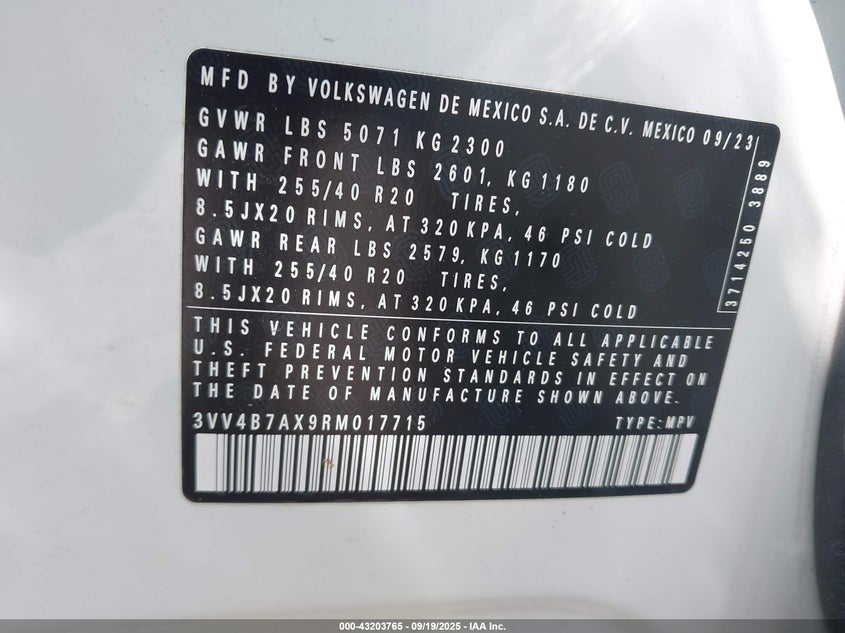 MFD BY VOLKSWAGEN DE MEXICO S.A. DE C.V. MEXICO 09/23
GVWR LBS 5071 KG 2300
GAWR FRONT LBS 2601, KG 1180
WITH 255/40 R20 TIRES,
8.5JX20 RIMS, AT 320 KPA, 46 PSI COLD
GAWR REAR LBS 2579, KG 1170
WITH 255/40 R20 TIRES,
8.5JX20 RIMS, AT 320 KPA, 46 PSI COLD
3714250 3889
THIS VEHICLE CONFORMS TO ALL APPLICABLE
U.S. FEDERAL MOTOR VEHICLE SAFETY AND
THEFT PREVENTION STANDARDS IN EFFECT ON
THE DATE OF MANUFACTURE SHOWN ABOVE.
3VV4B7AX9RM017715 TYPE: MPV
000-43203765 - 09/19/2025 - IAA Inc.